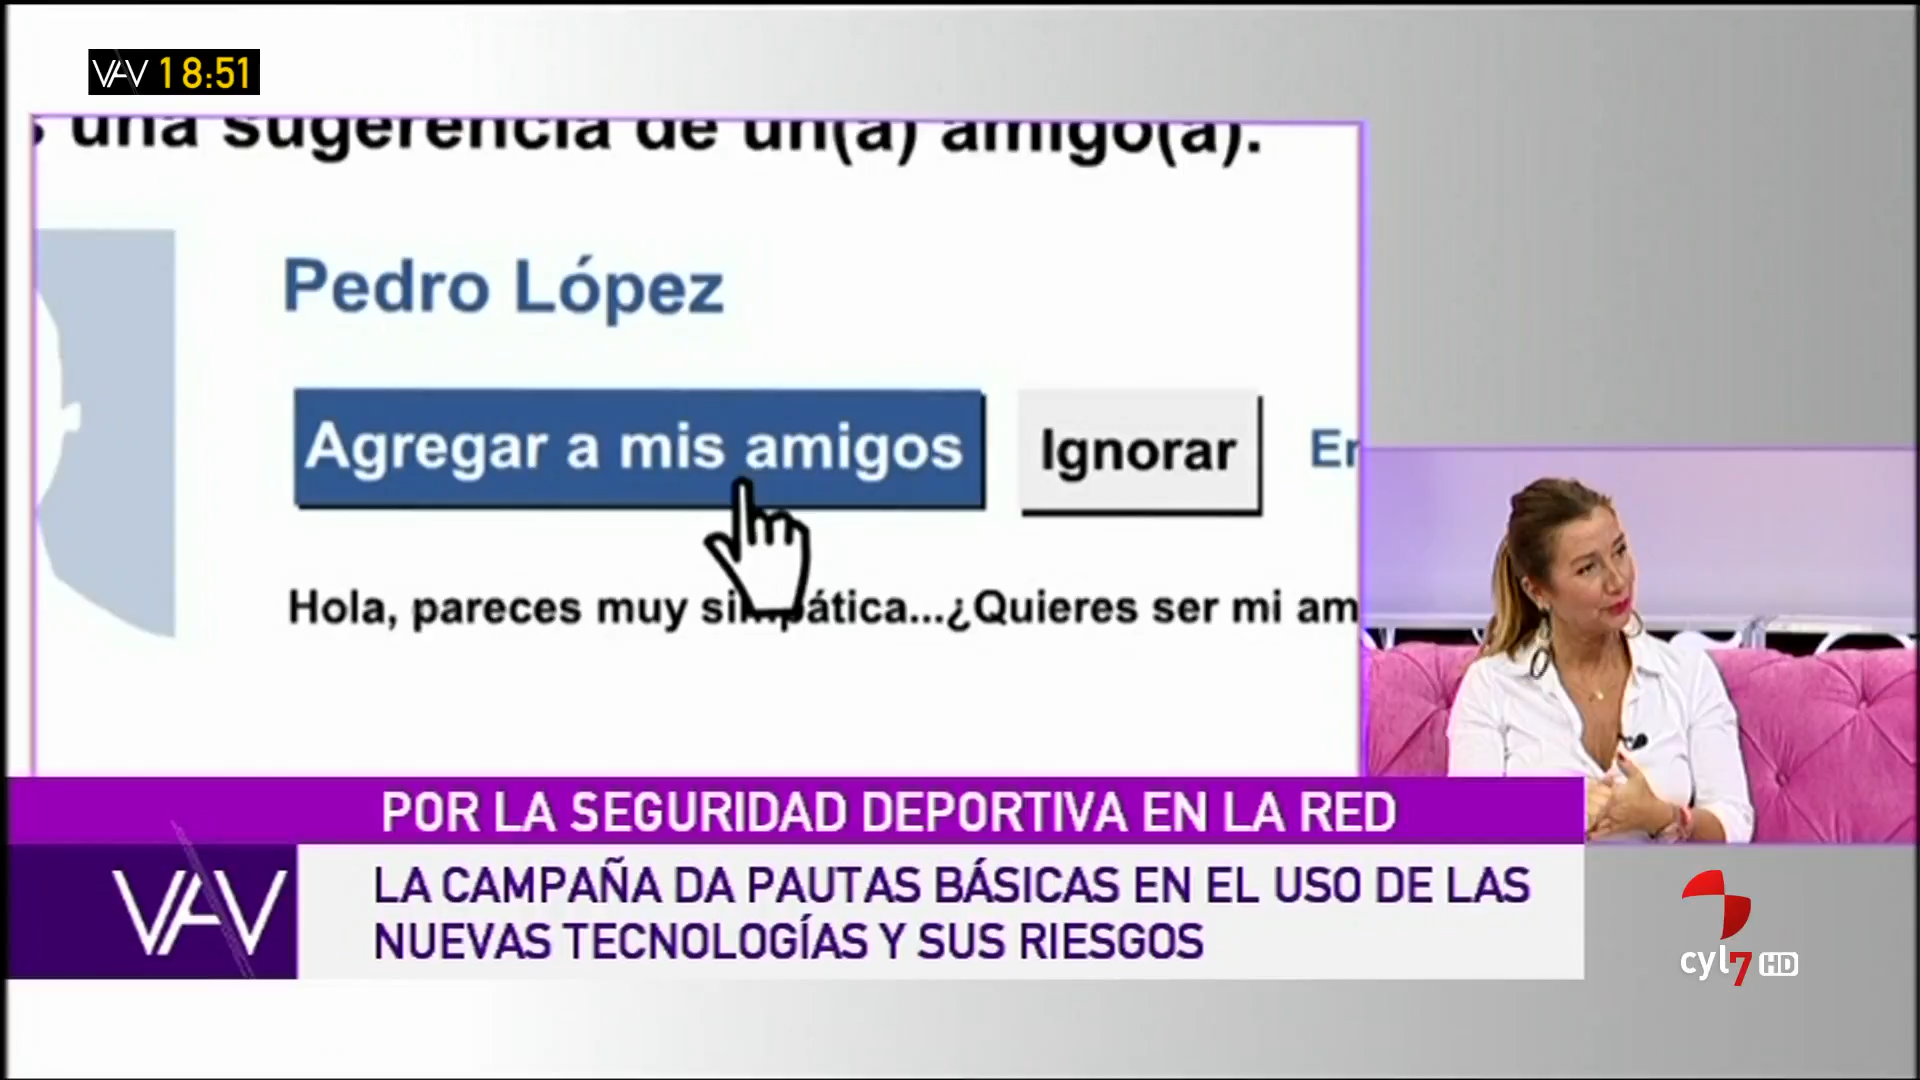 VAV 18:51
una sugerencia de un(a) amigo(a).
Pedro López
Agregar a mis amigos
Ignorar
Hola, pareces muy simpática...¿Quieres ser mi am
POR LA SEGURIDAD DEPORTIVA EN LA RED
VAV
LA CAMPAÑA DA PAUTAS BÁSICAS EN EL USO DE LAS
NUEVAS TECNOLOGÍAS Y SUS RIESGOS
cyl7 HD